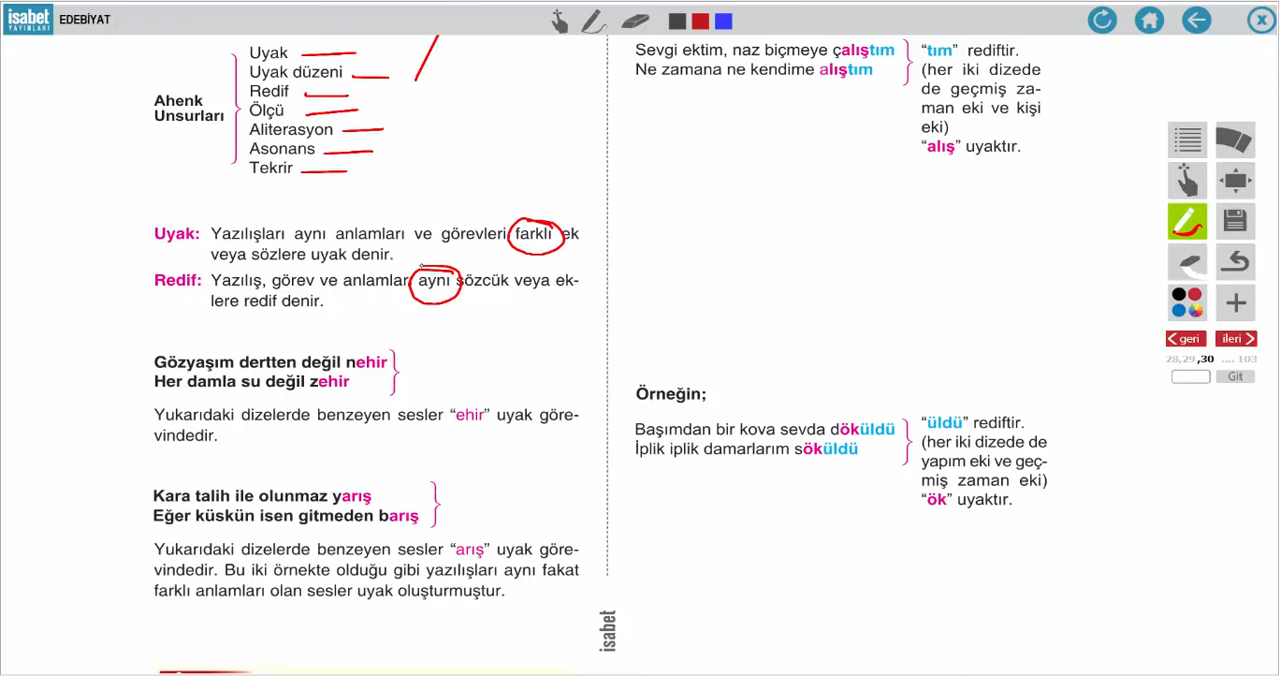 isabet
YAYINLARI
EDEBİYAT
Ahenk
Unsurları
Uyak
Uyak düzeni
Redif
Ölçü
Aliterasyon
Asonans
Tekrir
Uyak: Yazılışları aynı anlamları ve görevleri farklı ek
veya sözlere uyak denir.
Redif: Yazılış, görev ve anlamları aynı sözcük veya ek-
lere redif denir.
Gözyaşım dertten değil nehir
Her damla su değil zehir
Yukarıdaki dizelerde benzeyen sesler “ehir” uyak göre-
vindedir.
Kara talih ile olunmaz yarış
Eğer küskün isen gitmeden barış
Yukarıdaki dizelerde benzeyen sesler “arış” uyak göre-
vindedir. Bu iki örnekte olduğu gibi yazılışları aynı fakat
farklı anlamları olan sesler uyak oluşturmuştur.
isabet
Sevgi ektim, naz biçmeye çalıştım
Ne zamana ne kendime alıştım
“tım” rediftir.
(her iki dizede
de geçmiş za-
man eki ve kişi
eki)
“alış” uyaktır.
Örneğin;
Başımdan bir kova sevda döküldü
İplik iplik damarlarım söküldü
“üldü” rediftir.
(her iki dizede de
yapım eki ve geç-
miş zaman eki)
“ök” uyaktır.
geri
ileri
28,29,30 .... 103
Git